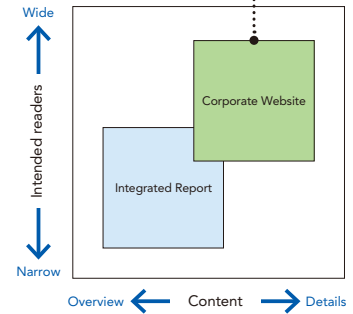 Wide
Intended readers
Corporate Website
Integrated Report
Narrow
Overview
Content
Details